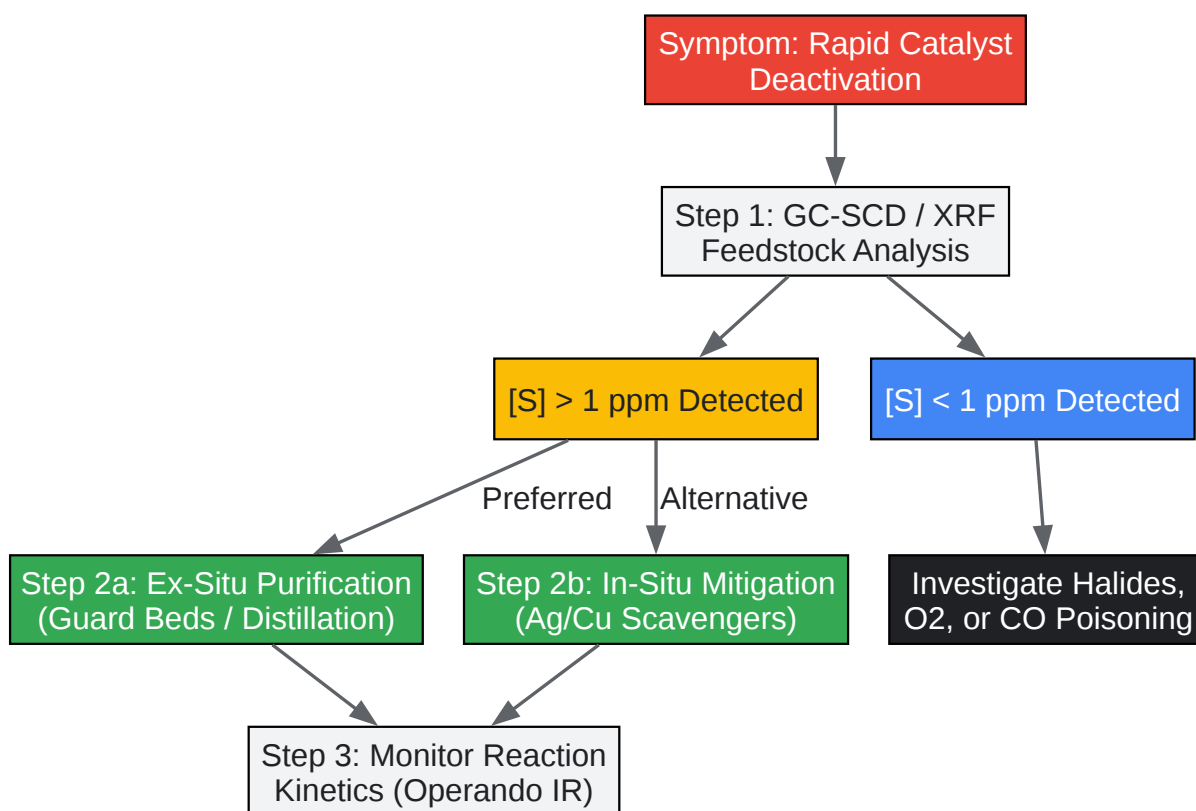 Symptom: Rapid Catalyst
Deactivation
Step 1: GC-SCD / XRF
Feedstock Analysis
[S] > 1 ppm Detected
[S] < 1 ppm Detected
Preferred
Alternative
Step 2a: Ex-Situ Purification
(Guard Beds / Distillation)
Step 2b: In-Situ Mitigation
(Ag/Cu Scavengers)
Investigate Halides,
O2, or CO Poisoning
Step 3: Monitor Reaction
Kinetics (Operando IR)